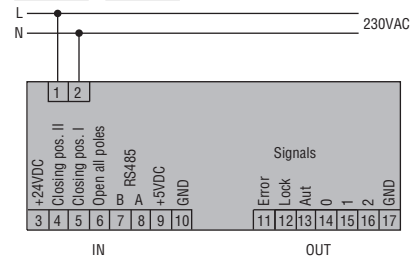 L
N
230VAC
1 2
+24VDC
Closing pos. II
Closing pos. I
Open all poles
B
A
RS485
+5VDC
GND
Signals
Error
Lock
Aut
0
1
2
GND
3 4 5 6 7 8 9 10
11 12 13 14 15 16 17
IN
OUT